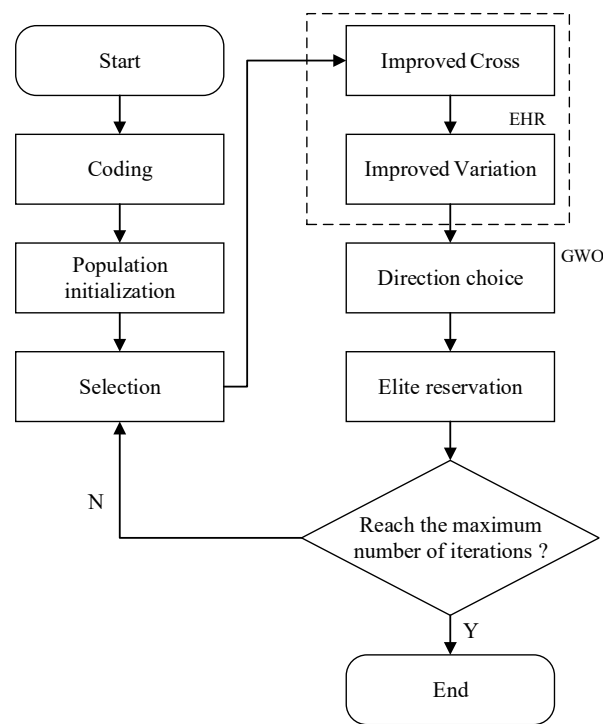 Start
Coding
Population
initialization
Selection
Improved Cross
EHR
Improved Variation
Direction choice
GWO
Elite reservation
Reach the maximum
number of iterations ?
N
Y
End